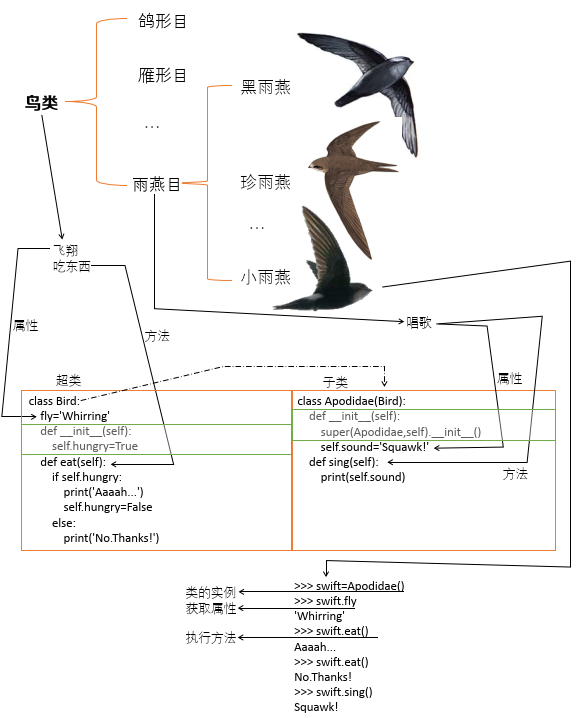 鸽形目
雁形目
鸟类
…
雨燕目
黑雨燕
珍雨燕
…
小雨燕
飞翔
吃东西
属性
方法
唱歌
属性
方法
超类
class Bird:
fly='Whirring'
def __init__(self):
self.hungry=True
def eat(self):
if self.hungry:
print('Aaaah...')
self.hungry=False
else:
print('No.Thanks!')
子类
class Apodidae(Bird):
def __init__(self):
super(Apodidae,self).__init__()
self.sound='Squawk!'
def sing(self):
print(self.sound)
类的实例
获取属性
执行方法
>>> swift=Apodidae()
>>> swift.fly
'Whirring'
>>> swift.eat()
Aaaah...
>>> swift.eat()
No.Thanks!
>>> swift.sing()
Squawk!